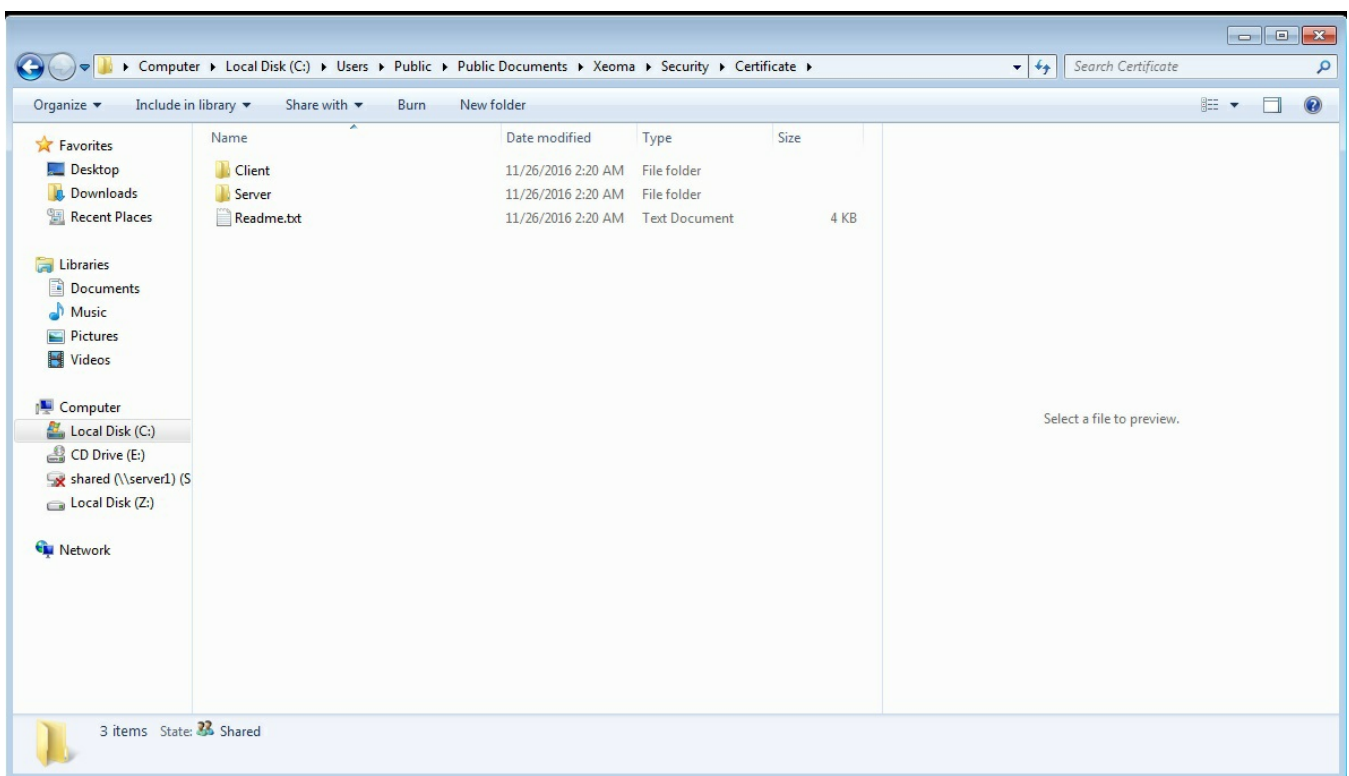 Computer Local Disk (C:) Users Public Public Documents Xeoma Security Certificate
Search Certificate
Organize Include in library Share with Burn New folder
Favorites
Desktop
Downloads
Recent Places
Libraries
Documents
Music
Pictures
Videos
Computer
Local Disk (C:)
CD Drive (E:)
shared (\\server1) (S
Local Disk (Z:)
Network
Name Date modified Type Size
Client 11/26/2016 2:20 AM File folder
Server 11/26/2016 2:20 AM File folder
Readme.txt 11/26/2016 2:20 AM Text Document 4 KB
Select a file to preview.
3 items State: Shared